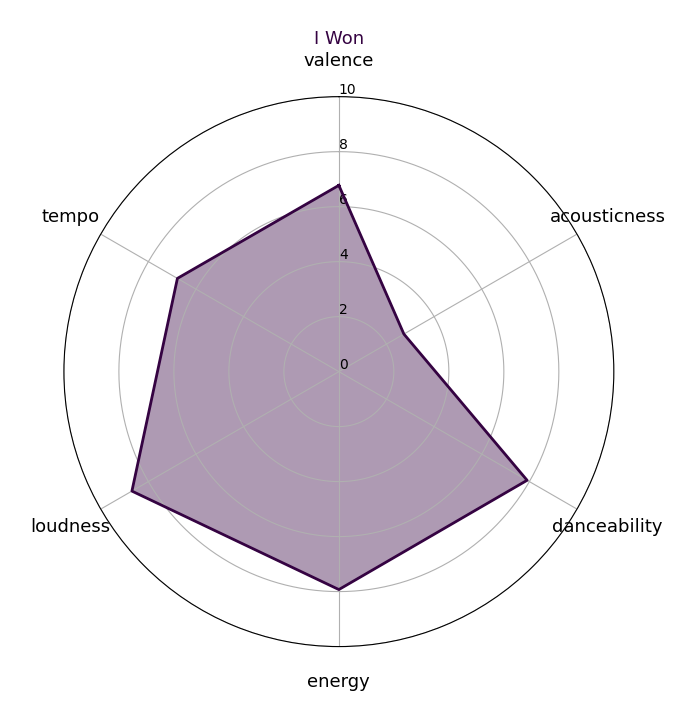 I Won
valence
10
8
tempo
6
acousticness
4
2
0
loudness
danceability
energy